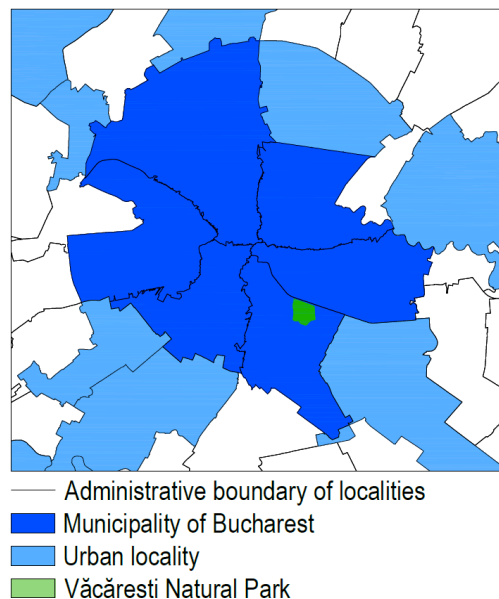 Administrative boundary of localities
Municipality of Bucharest
Urban locality
Văcărești Natural Park